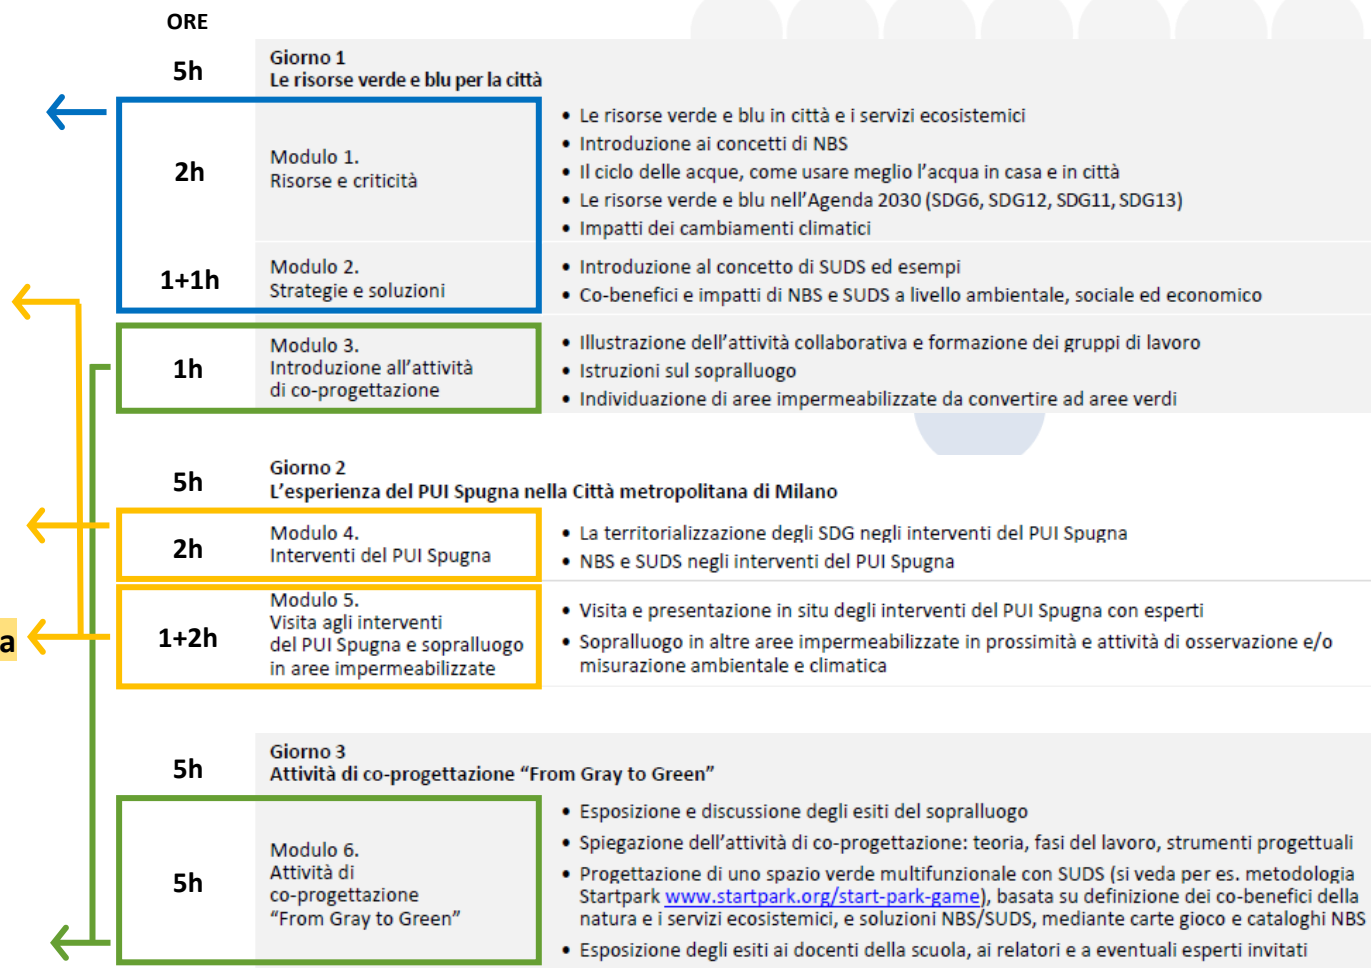 ORE
5h
Giorno 1
Le risorse verde e blu per la città
2h
Modulo 1.
Risorse e criticità
• Le risorse verde e blu in città e i servizi ecosistemici
• Introduzione ai concetti di NBS
• Il ciclo delle acque, come usare meglio l’acqua in casa e in città
• Le risorse verde e blu nell’Agenda 2030 (SDG6, SDG12, SDG11, SDG13)
• Impatti dei cambiamenti climatici
1+1h
Modulo 2.
Strategie e soluzioni
• Introduzione al concetto di SUDS ed esempi
• Co-benefici e impatti di NBS e SUDS a livello ambientale, sociale ed economico
1h
Modulo 3.
Introduzione all’attività
di co-progettazione
• Illustrazione dell’attività collaborativa e formazione dei gruppi di lavoro
• Istruzioni sul sopralluogo
• Individuazione di aree impermeabilizzate da convertire ad aree verdi
5h
Giorno 2
L’esperienza del PUI Spugna nella Città metropolitana di Milano
2h
Modulo 4.
Interventi del PUI Spugna
• La territorializzazione degli SDG negli interventi del PUI Spugna
• NBS e SUDS negli interventi del PUI Spugna
a
1+2h
Modulo 5.
Visita agli interventi
del PUI Spugna e sopralluogo
in aree impermeabilizzate
• Visita e presentazione in situ degli interventi del PUI Spugna con esperti
• Sopralluogo in altre aree impermeabilizzate in prossimità e attività di osservazione e/o
misurazione ambientale e climatica
5h
Giorno 3
Attività di co-progettazione “From Gray to Green”
5h
Modulo 6.
Attività di
co-progettazione
“From Gray to Green”
• Esposizione e discussione degli esiti del sopralluogo
• Spiegazione dell’attività di co-progettazione: teoria, fasi del lavoro, strumenti progettuali
• Progettazione di uno spazio verde multifunzionale con SUDS (si veda per es. metodologia
Startpark www.startpark.org/start-park-game), basata su definizione dei co-benefici della
natura e i servizi ecosistemici, e soluzioni NBS/SUDS, mediante carte gioco e cataloghi NBS
• Esposizione degli esiti ai docenti della scuola, ai relatori e a eventuali esperti invitati